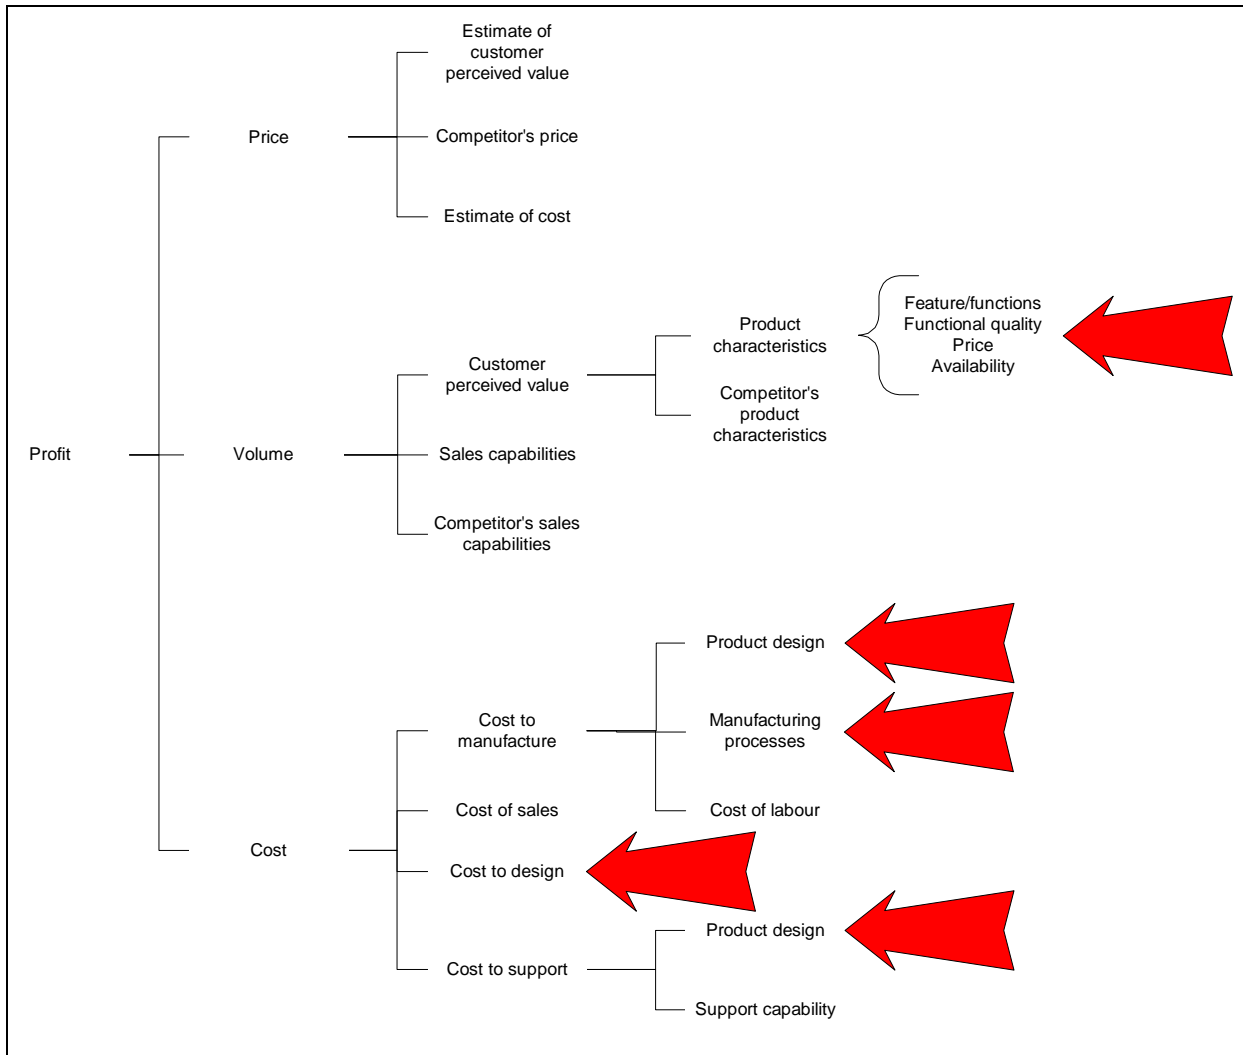 Estimate of
customer
perceived value
Price
Competitor's price
Estimate of cost
Feature/functions
Functional quality
Price
Availability
Product
characteristics
Customer
perceived value
Competitor's
product
characteristics
Profit
Volume
Sales capabilities
Competitor's sales
capabilities
Product design
Cost to
manufacture
Manufacturing
processes
Cost of sales
Cost of labour
Cost
Cost to design
Product design
Cost to support
Support capability